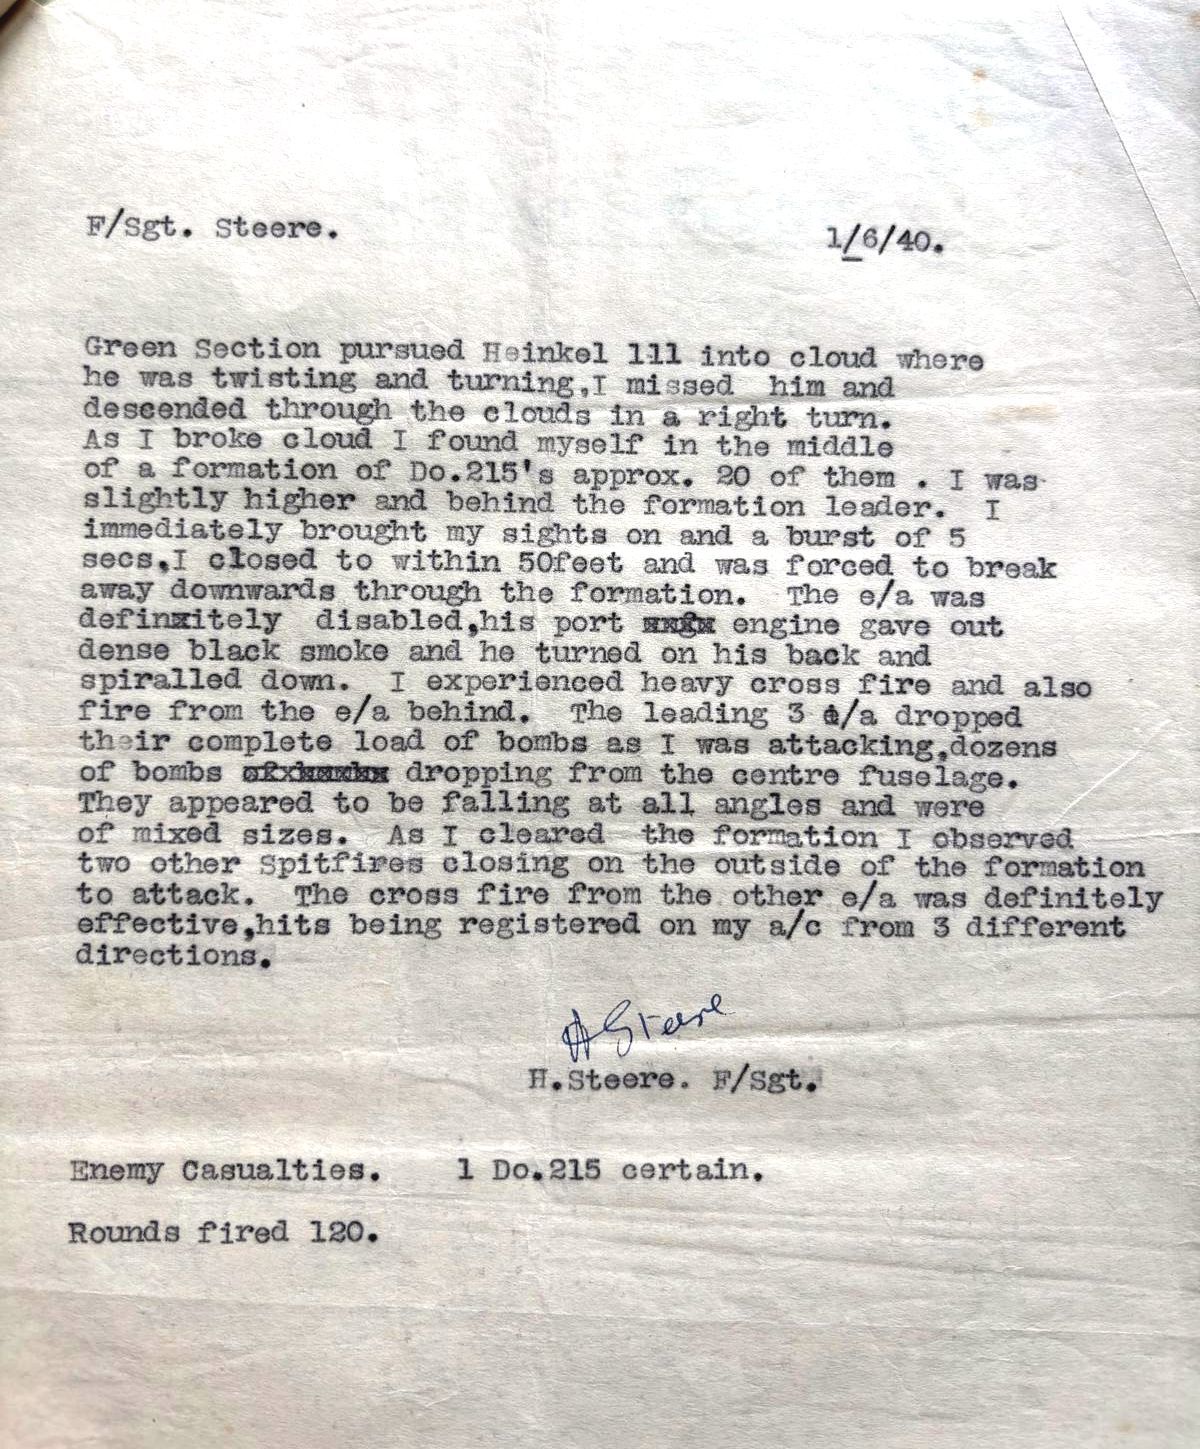 F/Sgt. Steere.
1/6/40.
Green Section pursued Heinkel 111 into cloud where
he was twisting and turning,I missed him and
descended through the clouds in a right turn.
As I broke cloud I found myself in the middle
of a formation of Do.215's approx. 20 of them . I was
slightly higher and behind the formation leader. I
immediately brought my sights on and a burst of 5
secs,I closed to within 50feet and was forced to break
away downwards through the formation. The e/a was
definxitely disabled,his port engine gave out
dense black smoke and he turned on his back and
spiralled down. I experienced heavy cross fire and also
fire from the e/a behind. The leading 3 e/a dropped
their complete load of bombs as I was attacking,dozens
of bombs dropping from the centre fuselage.
They appeared to be falling at all angles and were
of mixed sizes. As I cleared the formation I observed
two other Spitfires closing on the outside of the formation
to attack. The cross fire from the other e/a was definitely
effective,hits being registered on my a/c from 3 different
directions.
H Steere
H.Steere. F/Sgt.
Enemy Casualties. 1 Do.215 certain.
Rounds fired 120.